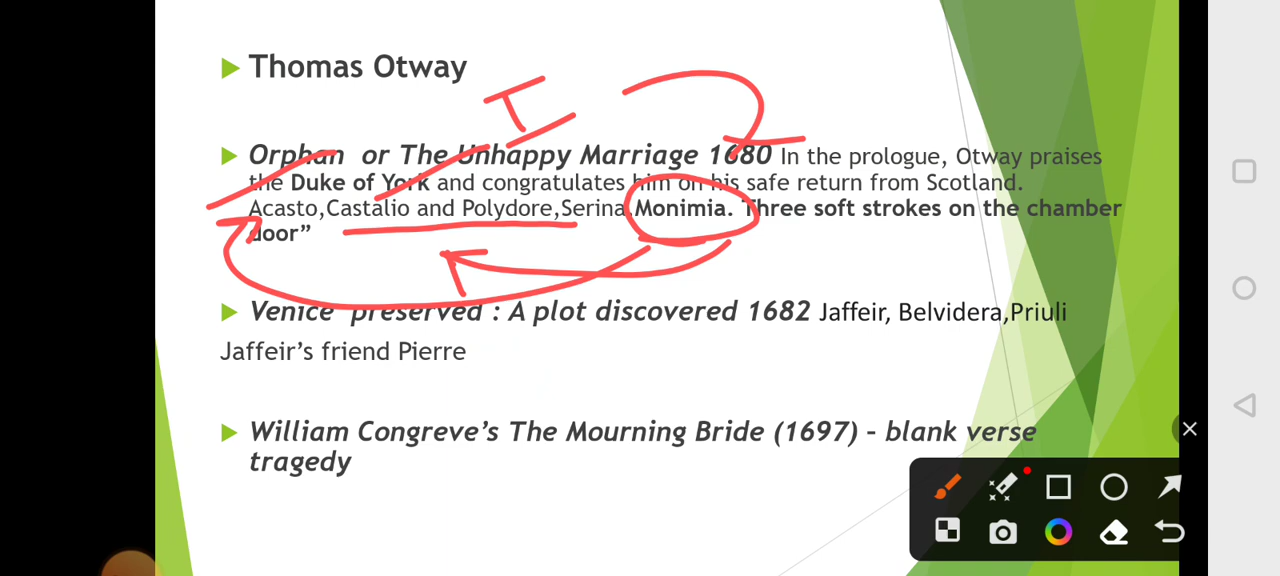 Thomas Otway
Orphan or The Unhappy Marriage 1680 In the prologue, Otway praises
the Duke of York and congratulates him on his safe return from Scotland.
Acasto,Castalio and Polydore,Serina,Monimia. Three soft strokes on the chamber
door”
Venice preserved : A plot discovered 1682 Jaffeir, Belvidera,Priuli
Jaffeir’s friend Pierre
William Congreve’s The Mourning Bride (1697) – blank verse
tragedy